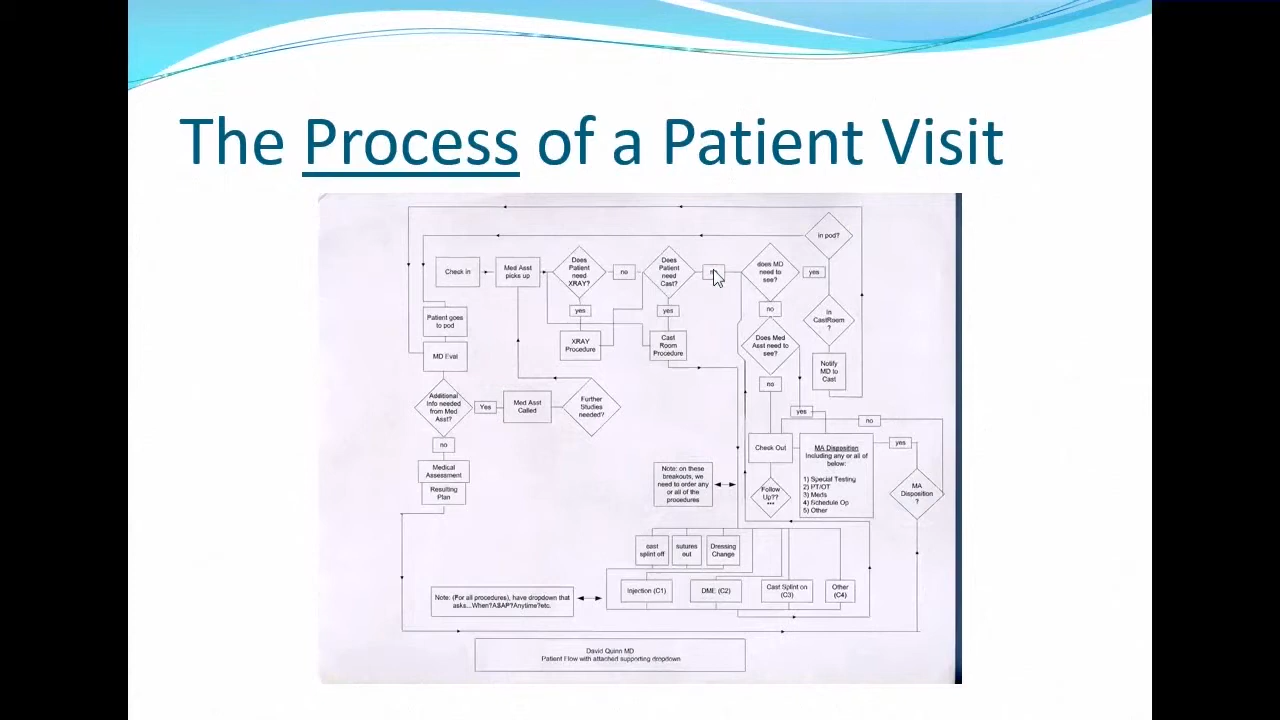 The Process of a Patient Visit
in pod?
Check in
Med Asst
picks up
Does
Patient
need
XRAY?
no
Does
Patient
need
Cast?
does MD
need to
see?
yes
Patient goes
to pod
MD Eval
yes
XRAY
Procedure
yes
Cast
Room
Procedure
no
Does Med
Asst need to
see?
no
in
CastRoom
?
Notify
MD to
Cast
Additional
Info needed
from Med
Asst?
Yes
Med Asst
Called
Further
Studies
needed?
yes
no
no
Medical
Assessment
Resulting
Plan
Note: on these
breakouts, we
need to order any
or all of the
procedures
Check Out
Follow
Up??
MA Disposition
Including any or all of
below:
1) Special Testing
2) PT/OT
3) Meds
4) Schedule Op
5) Other
yes
MA
Disposition
?
cast
splint off
sutures
out
Dressing
Change
Injection (C1)
DME (C2)
Cast Splint on
(C3)
Other
(C4)
Note: (For all procedures), have dropdown that
asks...When?ASAP?Anytime?etc.
David Quinn MD
Patient Flow with attached supporting dropdown